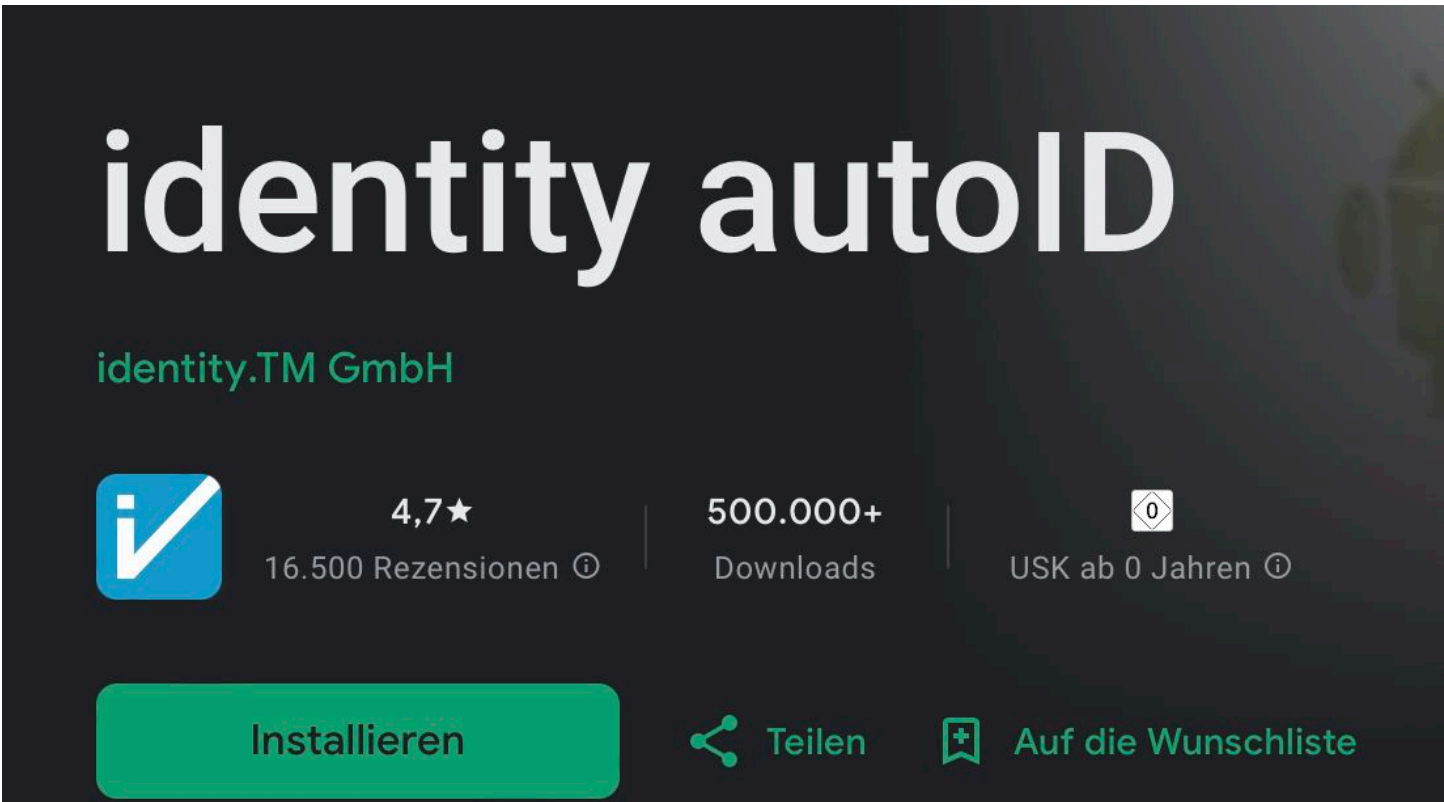 identity autoID
identity.TM GmbH
4,7★
16.500 Rezensionen
500.000+
Downloads
0
USK ab 0 Jahren
Installieren
Teilen
Auf die Wunschliste